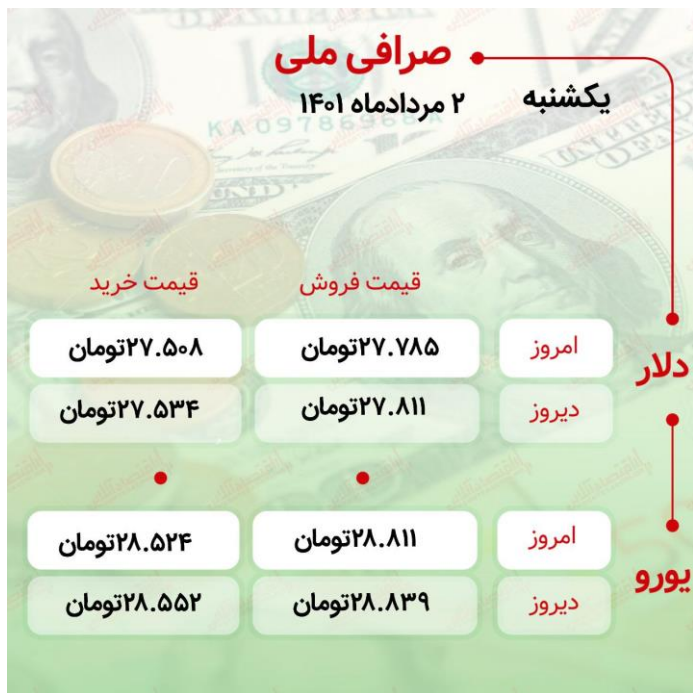 صرافی ملی
یکشنبه ۲ مردادماه ۱۴۰۱
KA09786968A
قیمت فروش قیمت خرید
دلار
امروز ۲۷.۷۸۵تومان ۲۷.۵۰۸تومان
دیروز ۲۷.۸۱۱تومان ۲۷.۵۳۴تومان
یورو
امروز ۲۸.۸۱۱تومان ۲۸.۵۲۴تومان
دیروز ۲۸.۸۳۹تومان ۲۸.۵۵۲تومان